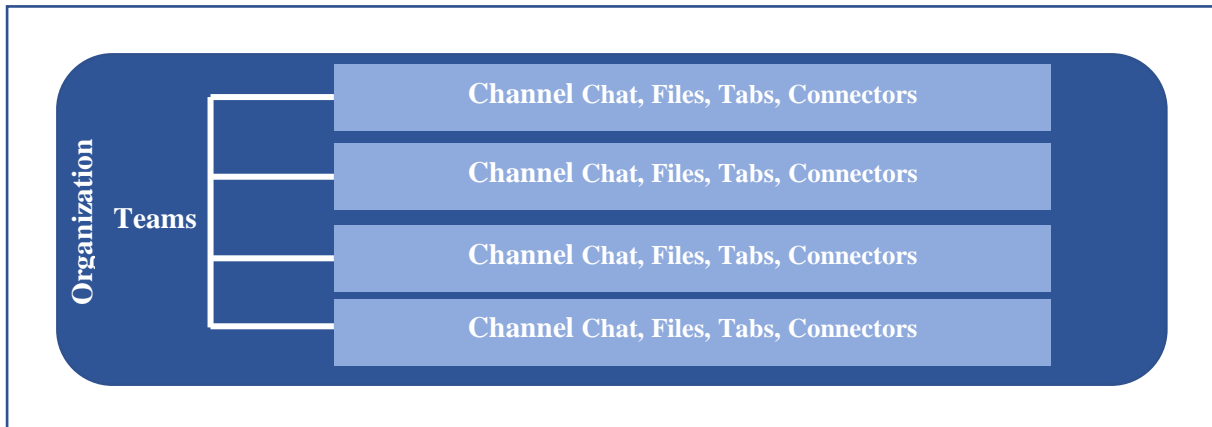 Organization
Teams
Channel Chat, Files, Tabs, Connectors
Channel Chat, Files, Tabs, Connectors
Channel Chat, Files, Tabs, Connectors
Channel Chat, Files, Tabs, Connectors